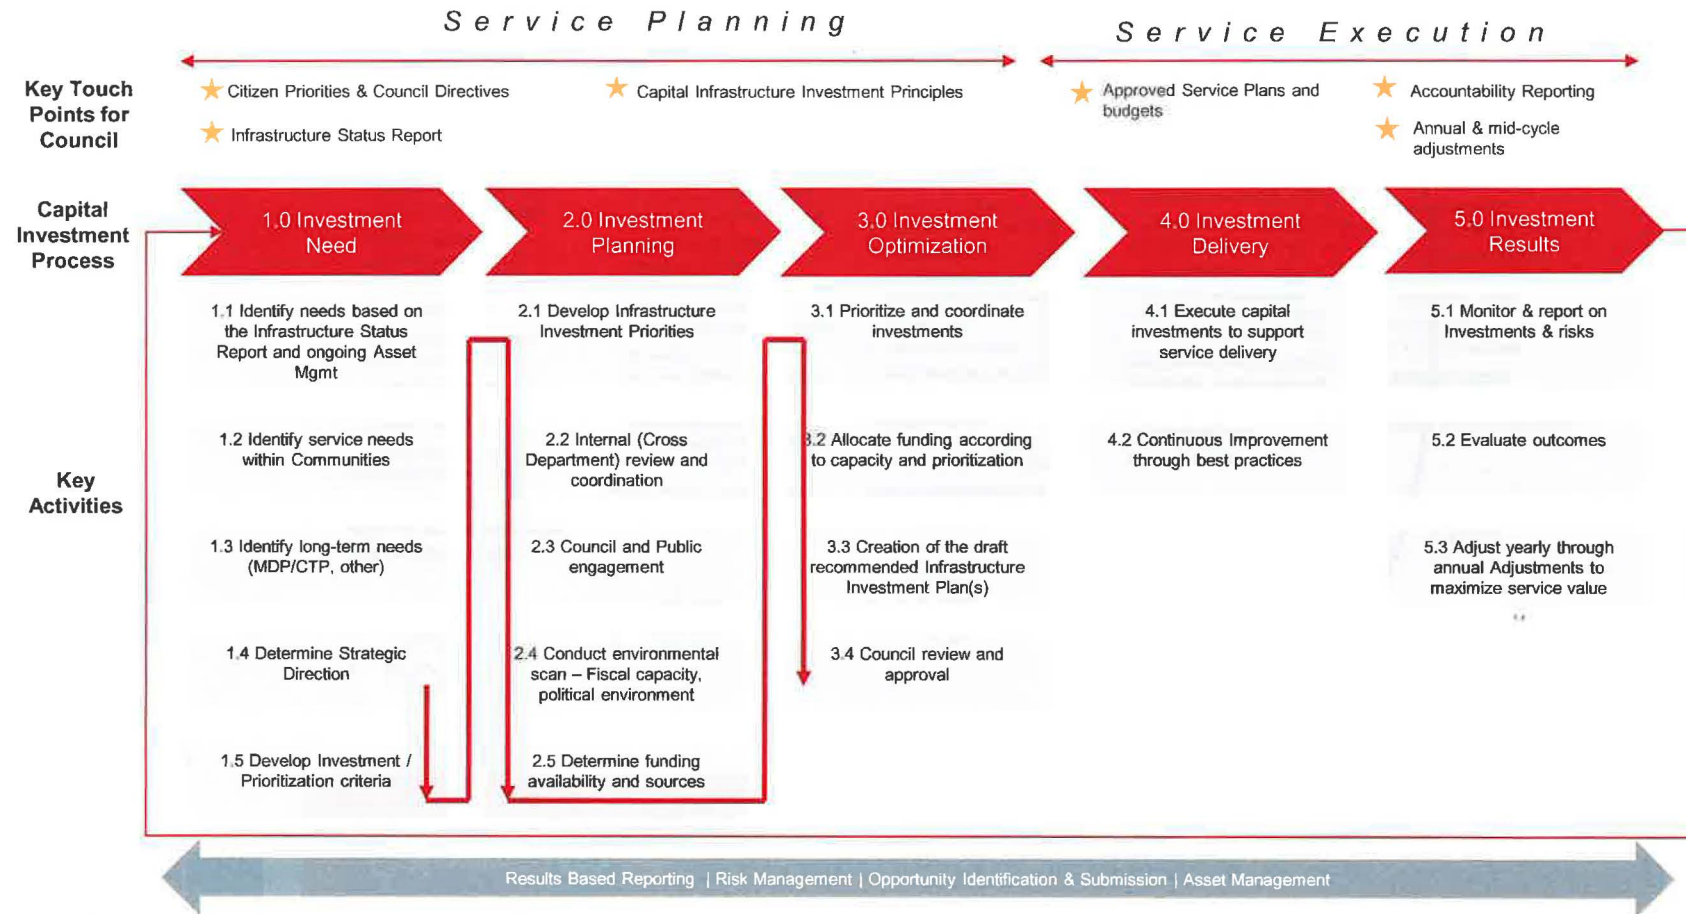 Service Planning
Service Execution
Key Touch
Points for
Council
Citizen Priorities & Council Directives
Infrastructure Status Report
Capital Infrastructure Investment Principles
Approved Service Plans and
budgets
Accountability Reporting
Annual & mid-cycle
adjustments
Capital
Investment
Process
1.0 Investment
Need
2.0 Investment
Planning
3.0 Investment
Optimization
4.0 Investment
Delivery
5.0 Investment
Results
Key
Activities
1.1 Identify needs based on
the Infrastructure Status
Report and ongoing Asset
Mgmt
1.2 Identify service needs
within Communities
1.3 Identify long-term needs
(MDP/CTP, other)
1.4 Determine Strategic
Direction
1.5 Develop Investment /
Prioritization criteria
2.1 Develop Infrastructure
Investment Priorities
2.2 Internal (Cross
Department) review and
coordination
2.3 Council and Public
engagement
2.4 Conduct environmental
scan – Fiscal capacity,
political environment
2.5 Determine funding
availability and sources
3.1 Prioritize and coordinate
investments
3.2 Allocate funding according
to capacity and prioritization
3.3 Creation of the draft
recommended Infrastructure
Investment Plan(s)
3.4 Council review and
approval
4.1 Execute capital
investments to support
service delivery
4.2 Continuous Improvement
through best practices
5.1 Monitor & report on
Investments & risks
5.2 Evaluate outcomes
5.3 Adjust yearly through
annual Adjustments to
maximize service value
Results Based Reporting | Risk Management | Opportunity Identification & Submission | Asset Management